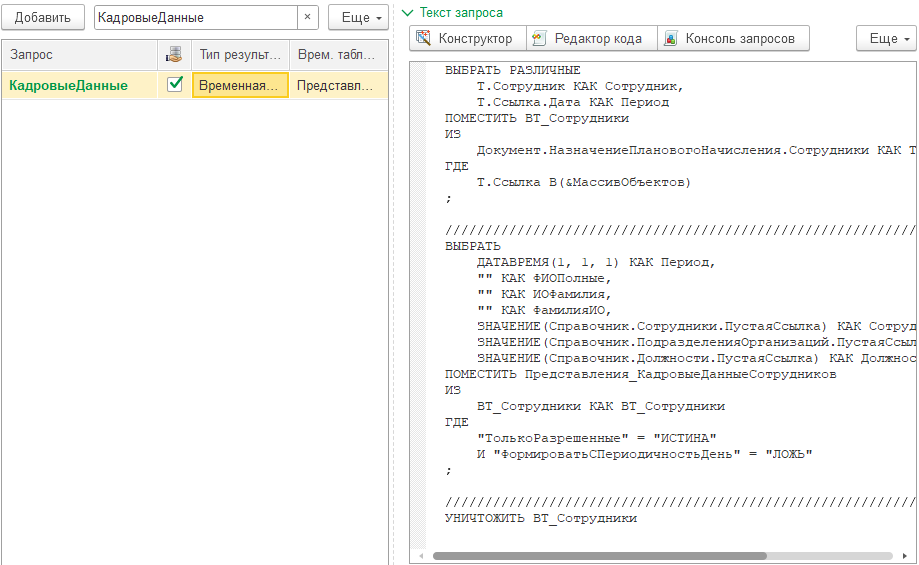 Добавить
КадровыеДанные
×
Еще
Запрос
Тип результ…
Врем. табл…
КадровыеДанные
Временная…
Представл…
Текст запроса
Конструктор
Редактор кода
Консоль запросов
Еще
ВЫБРАТЬ РАЗЛИЧНЫЕ
Т.Сотрудник КАК Сотрудник,
Т.Ссылка.Дата КАК Период
ПОМЕСТИТЬ ВТ_Сотрудники
ИЗ
Документ.НазначениеПлановогоНачисления.Сотрудники КАК Т
ГДЕ
Т.Ссылка В(&МассивОбъектов)
;
////////////////////////////////////////////////////////////
ВЫБРАТЬ
ДАТАВРЕМЯ(1, 1, 1) КАК Период,
"" КАК ФИОПолные,
"" КАК ИОФамилия,
"" КАК ФамилияИО,
ЗНАЧЕНИЕ(Справочник.Сотрудники.ПустаяСсылка) КАК Сотруд
ЗНАЧЕНИЕ(Справочник.ПодразделенияОрганизаций.ПустаяСсыл
ЗНАЧЕНИЕ(Справочник.Должности.ПустаяСсылка) КАК Должнос
ПОМЕСТИТЬ Представления_КадровыеДанныеСотрудников
ИЗ
ВТ_Сотрудники КАК ВТ_Сотрудники
ГДЕ
"ТолькоРазрешенные" = "ИСТИНА"
И "ФормироватьСПериодичностьДень" = "ЛОЖЬ"
;
////////////////////////////////////////////////////////////
УНИЧТОЖИТЬ ВТ_Сотрудники